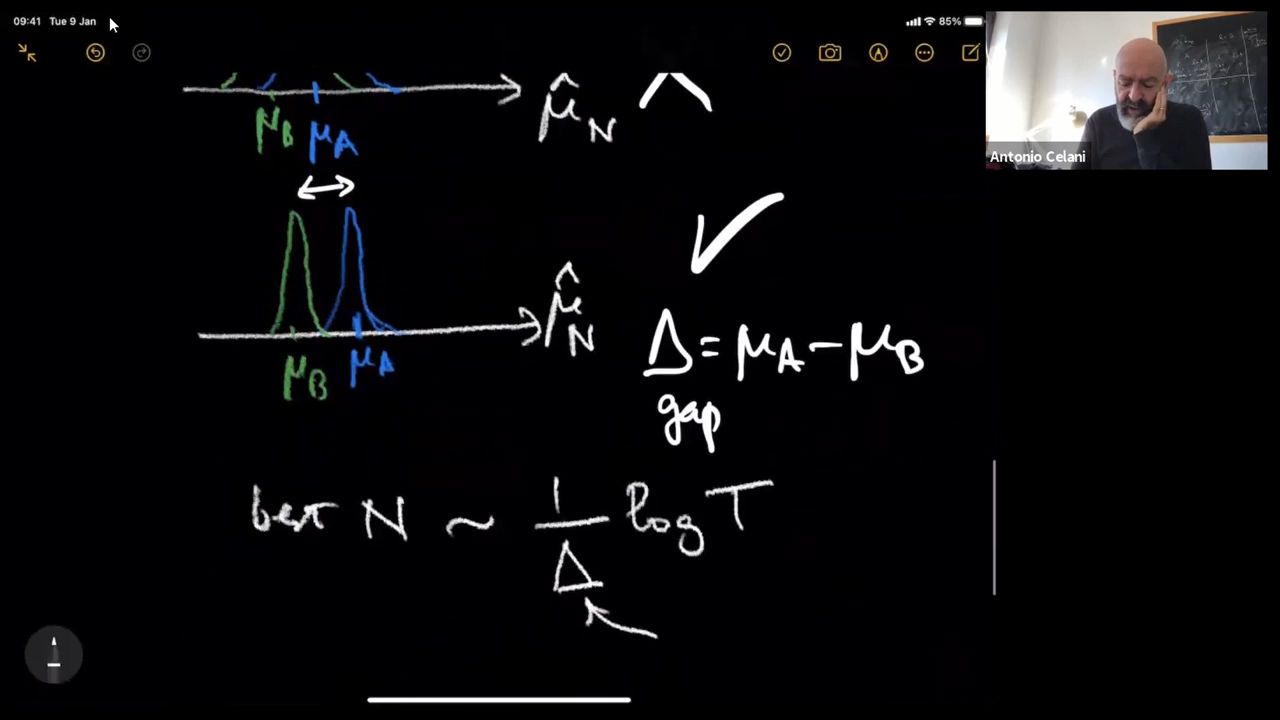 09:41 Tue 9 Jan
85%
μB μA
μ̂N
μB μA
μ̂N
Δ = μA − μB
gap
best N ~ 1/Δ log T
Antonio Celani